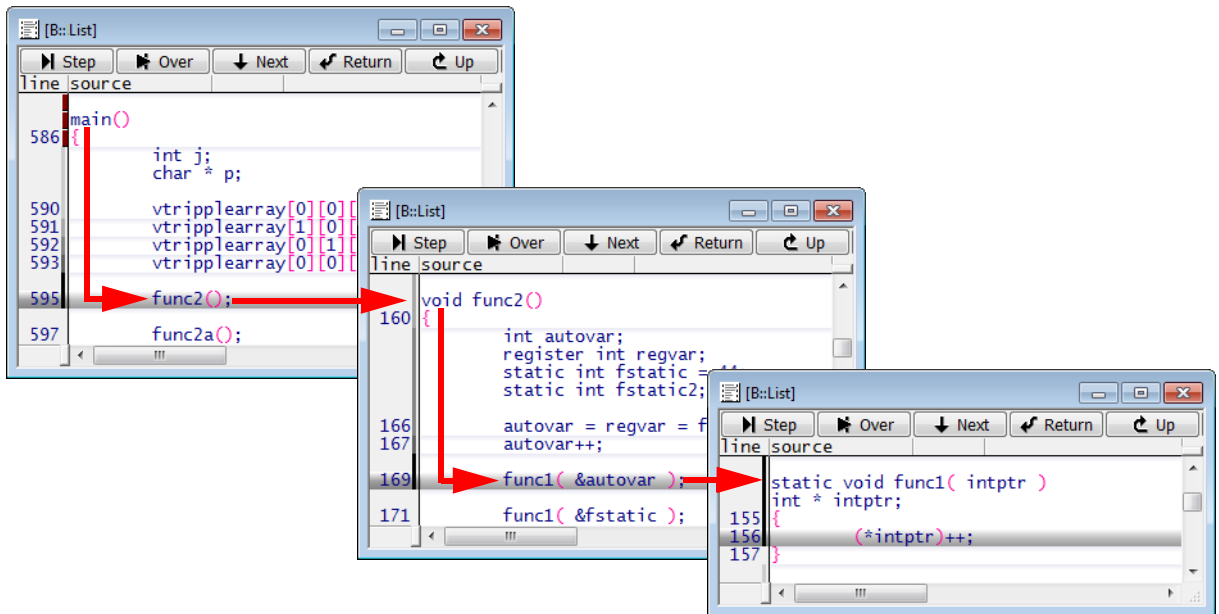 [B:: List]
Step Over Next Return Up
line source
main()
586 {
int j;
char * p;
590 vtripplearray[0][0][
591 vtripplearray[1][0][
592 vtripplearray[0][1][
593 vtripplearray[0][0][
595 func2();
597 func2a();
[B::List]
Step Over Next Return Up
line source
void func2()
160 {
int autovar;
register int regvar;
static int fstatic =
static int fstatic2;
166 autovar = regvar = f
167 autovar++;
169 func1( &autovar );
171 func1( &fstatic );
[B::List]
Step Over Next Return Up
line source
static void func1( intptr )
int * intptr;
155 {
156 (*intptr)++;
157 }